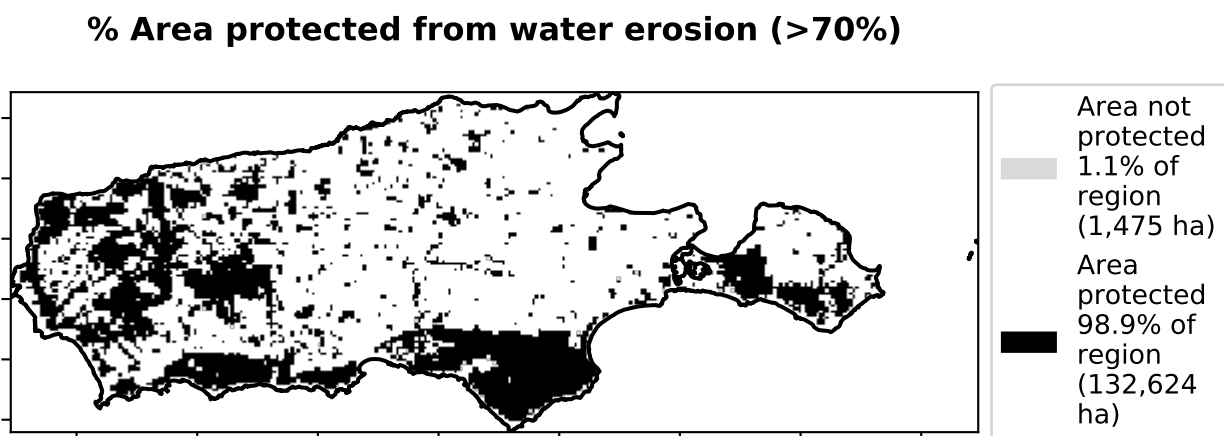 % Area protected from water erosion (>70%)
Area not
protected
1.1% of
region
(1,475 ha)
Area
protected
98.9% of
region
(132,624
ha)